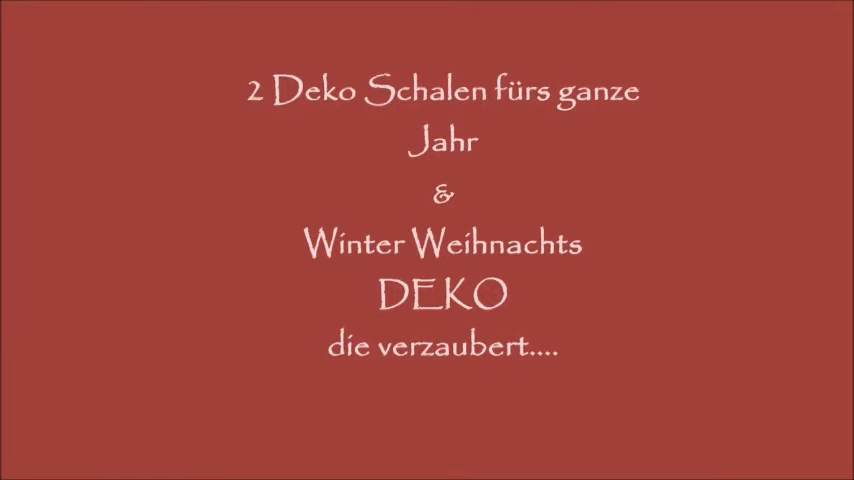 2 Deko Schalen fürs ganze
Jahr
&
Winter Weihnachts
DEKO
die verzaubert....